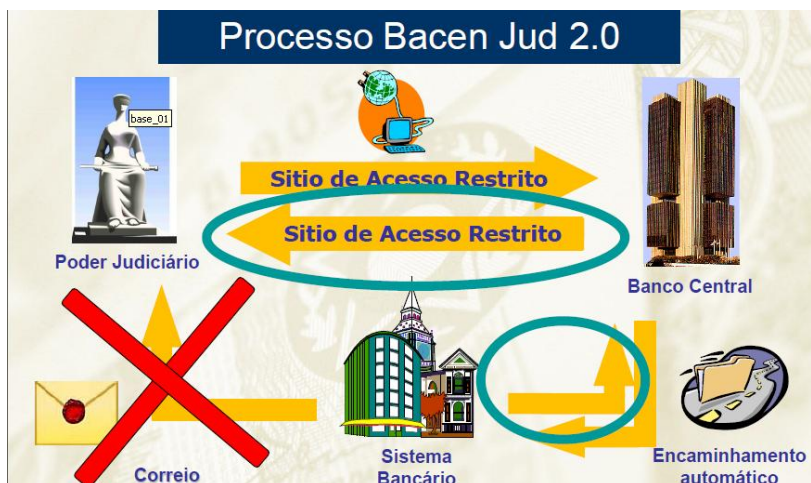 Processo Bacen Jud 2.0
base_01
Sitio de Acesso Restrito
Sitio de Acesso Restrito
Poder Judiciário
Banco Central
Correio
Sistema
Bancário
Encaminhamento
automático